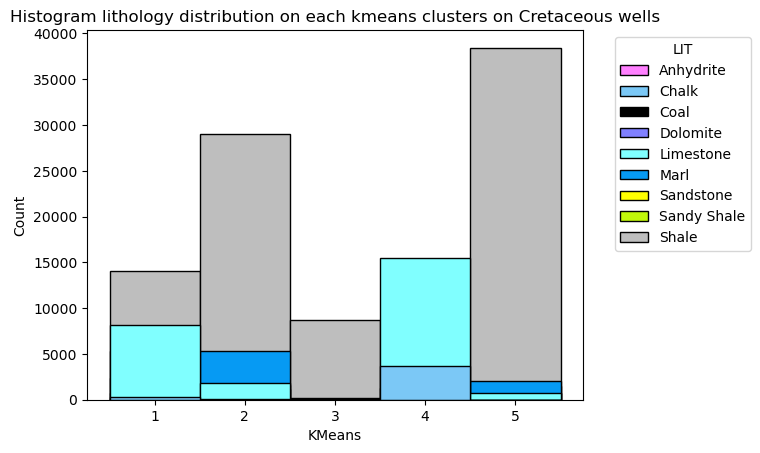 Histogram lithology distribution on each kmeans clusters on Cretaceous wells
40000
35000
30000
25000
20000
15000
10000
5000
0
Count
1 2 3 4 5
KMeans
LIT
Anhydrite
Chalk
Coal
Dolomite
Limestone
Marl
Sandstone
Sandy Shale
Shale